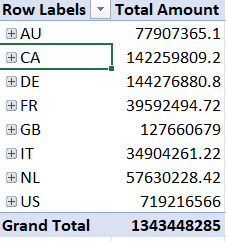 Row Labels Total Amount
AU 77907365.1
CA 142259809.2
DE 144276880.8
FR 39592494.72
GB 127660679
IT 34904261.22
NL 57630228.42
US 719216566
Grand Total 1343448285